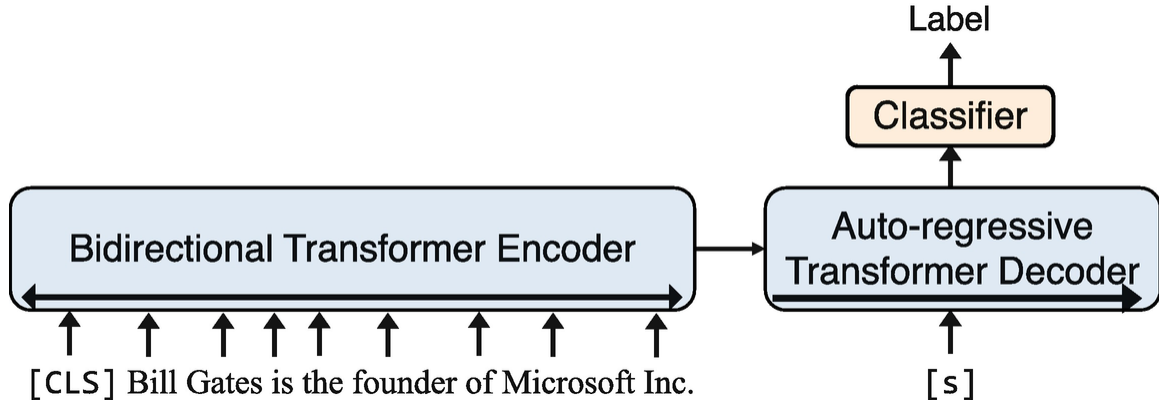 Label
Classifier
Bidirectional Transformer Encoder
Auto-regressive
Transformer Decoder
[CLS] Bill Gates is the founder of Microsoft Inc.
[s]